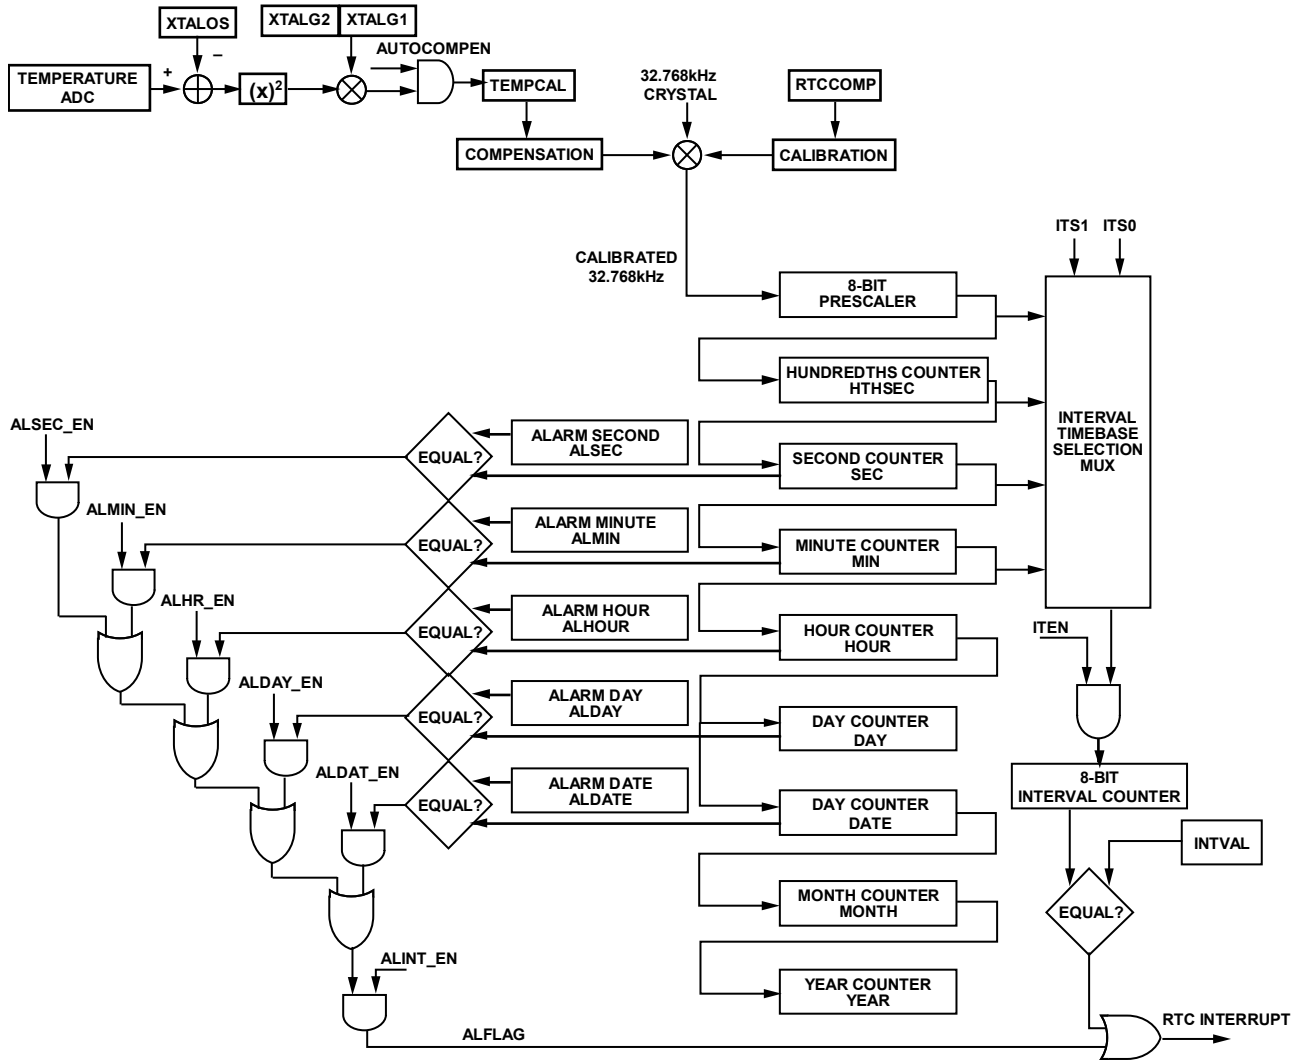 XTALOS
XTALG2
XTALG1
AUTOCOMPEN
TEMPERATURE
ADC
+
–
(x)2
TEMPCAL
32.768kHz
CRYSTAL
RTCCOMP
COMPENSATION
CALIBRATION
CALIBRATED
32.768kHz
ITS1
ITS0
8-BIT
PRESCALER
HUNDREDTHS COUNTER
HTHSEC
INTERVAL
TIMEBASE
SELECTION
MUX
ALSEC_EN
EQUAL?
ALARM SECOND
ALSEC
SECOND COUNTER
SEC
ALMIN_EN
EQUAL?
ALARM MINUTE
ALMIN
MINUTE COUNTER
MIN
ALHR_EN
EQUAL?
ALARM HOUR
ALHOUR
HOUR COUNTER
HOUR
ITEN
ALDAY_EN
EQUAL?
ALARM DAY
ALDAY
DAY COUNTER
DAY
ALDAT_EN
EQUAL?
ALARM DATE
ALDATE
DAY COUNTER
DATE
8-BIT
INTERVAL COUNTER
INTVAL
MONTH COUNTER
MONTH
EQUAL?
ALINT_EN
YEAR COUNTER
YEAR
ALFLAG
RTC INTERRUPT